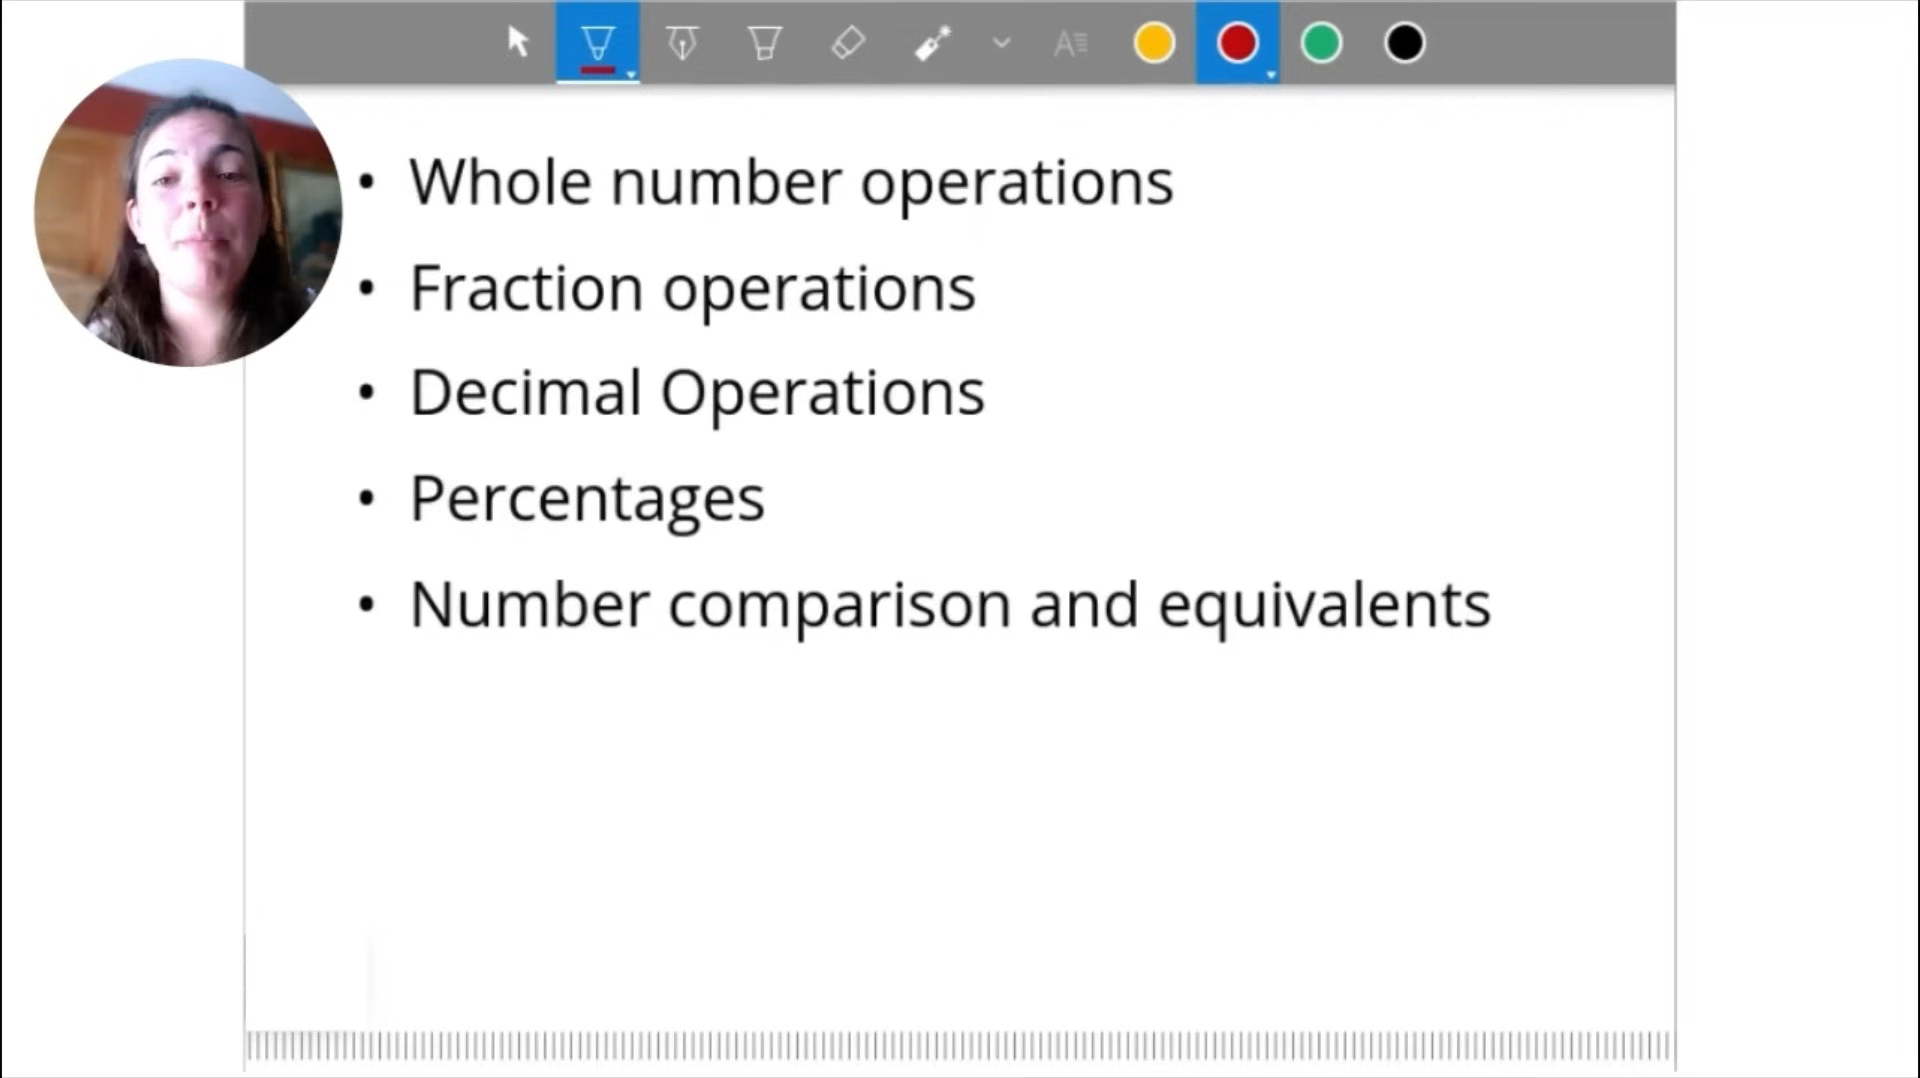 • Whole number operations
• Fraction operations
• Decimal Operations
• Percentages
• Number comparison and equivalents